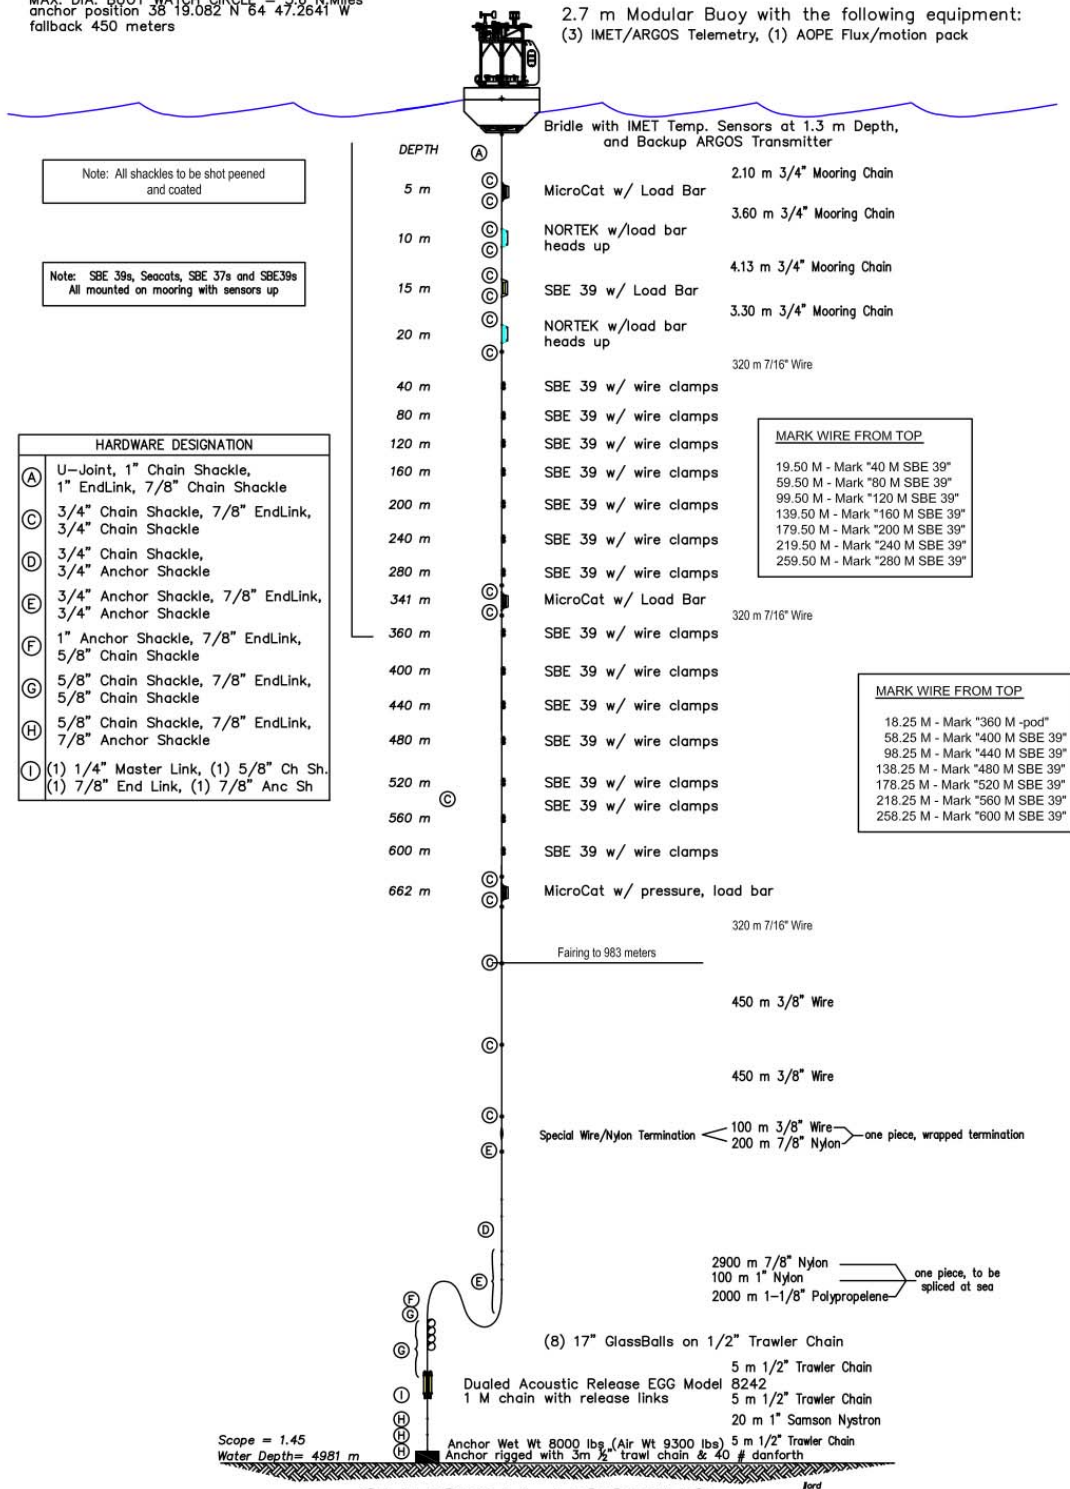 MAX. DIA. BUOY WATCH CIRCLE = 3.6 N.Miles
anchor position 38 19.082 N 64 47.2641 W
fallback 450 meters
2.7 m Modular Buoy with the following equipment:
(3) IMET/ARGOS Telemetry, (1) AOPE Flux/motion pack
Bridle with IMET Temp. Sensors at 1.3 m Depth,
and Backup ARGOS Transmitter
DEPTH
A
Note: All shackles to be shot peened
and coated
2.10 m 3/4" Mooring Chain
C
5 m
MicroCat w/ Load Bar
C
3.60 m 3/4" Mooring Chain
C
10 m
NORTEK w/load bar
heads up
C
4.13 m 3/4" Mooring Chain
Note: SBE 39s, Seacats, SBE 37s and SBE39s
All mounted on mooring with sensors up
C
15 m
SBE 39 w/ Load Bar
C
3.30 m 3/4" Mooring Chain
C
20 m
NORTEK w/load bar
heads up
C
320 m 7/16" Wire
40 m
SBE 39 w/ wire clamps
80 m
SBE 39 w/ wire clamps
120 m
SBE 39 w/ wire clamps
160 m
SBE 39 w/ wire clamps
200 m
SBE 39 w/ wire clamps
240 m
SBE 39 w/ wire clamps
280 m
SBE 39 w/ wire clamps
MARK WIRE FROM TOP
19.50 M - Mark "40 M SBE 39"
59.50 M - Mark "80 M SBE 39"
99.50 M - Mark "120 M SBE 39"
139.50 M - Mark "160 M SBE 39"
179.50 M - Mark "200 M SBE 39"
219.50 M - Mark "240 M SBE 39"
259.50 M - Mark "280 M SBE 39"
HARDWARE DESIGNATION
A U-Joint, 1" Chain Shackle,
1" EndLink, 7/8" Chain Shackle
C 3/4" Chain Shackle, 7/8" EndLink,
3/4" Chain Shackle
D 3/4" Chain Shackle,
3/4" Anchor Shackle
E 3/4" Anchor Shackle, 7/8" EndLink,
3/4" Anchor Shackle
F 1" Anchor Shackle, 7/8" EndLink,
5/8" Chain Shackle
G 5/8" Chain Shackle, 7/8" EndLink,
5/8" Chain Shackle
H 5/8" Chain Shackle, 7/8" EndLink,
7/8" Anchor Shackle
I (1) 1/4" Master Link, (1) 5/8" Ch Sh.
(1) 7/8" End Link, (1) 7/8" Anc Sh
C
341 m
MicroCat w/ Load Bar
C
320 m 7/16" Wire
360 m
SBE 39 w/ wire clamps
400 m
SBE 39 w/ wire clamps
440 m
SBE 39 w/ wire clamps
480 m
SBE 39 w/ wire clamps
520 m
SBE 39 w/ wire clamps
C
SBE 39 w/ wire clamps
560 m
600 m
SBE 39 w/ wire clamps
MARK WIRE FROM TOP
18.25 M - Mark "360 M -pod"
58.25 M - Mark "400 M SBE 39"
98.25 M - Mark "440 M SBE 39"
138.25 M - Mark "480 M SBE 39"
178.25 M - Mark "520 M SBE 39"
218.25 M - Mark "560 M SBE 39"
258.25 M - Mark "600 M SBE 39"
C
662 m
MicroCat w/ pressure, load bar
C
320 m 7/16" Wire
Fairing to 983 meters
C
450 m 3/8" Wire
C
450 m 3/8" Wire
C
Special Wire/Nylon Termination
100 m 3/8" Wire
200 m 7/8" Nylon
one piece, wrapped termination
E
D
2900 m 7/8" Nylon
100 m 1" Nylon
2000 m 1-1/8" Polypropelene
one piece, to be
spliced at sea
E
F
G
(8) 17" GlassBalls on 1/2" Trawler Chain
G
5 m 1/2" Trawler Chain
Dualed Acoustic Release EGG Model 8242
1 M chain with release links
I
5 m 1/2" Trawler Chain
H
20 m 1" Samson Nystron
H
5 m 1/2" Trawler Chain
H
Scope = 1.45
Water Depth= 4981 m
Anchor Wet Wt 8000 lbs (Air Wt 9300 lbs)
Anchor rigged with 3m ½" trawl chain & 40 # danforth
lord